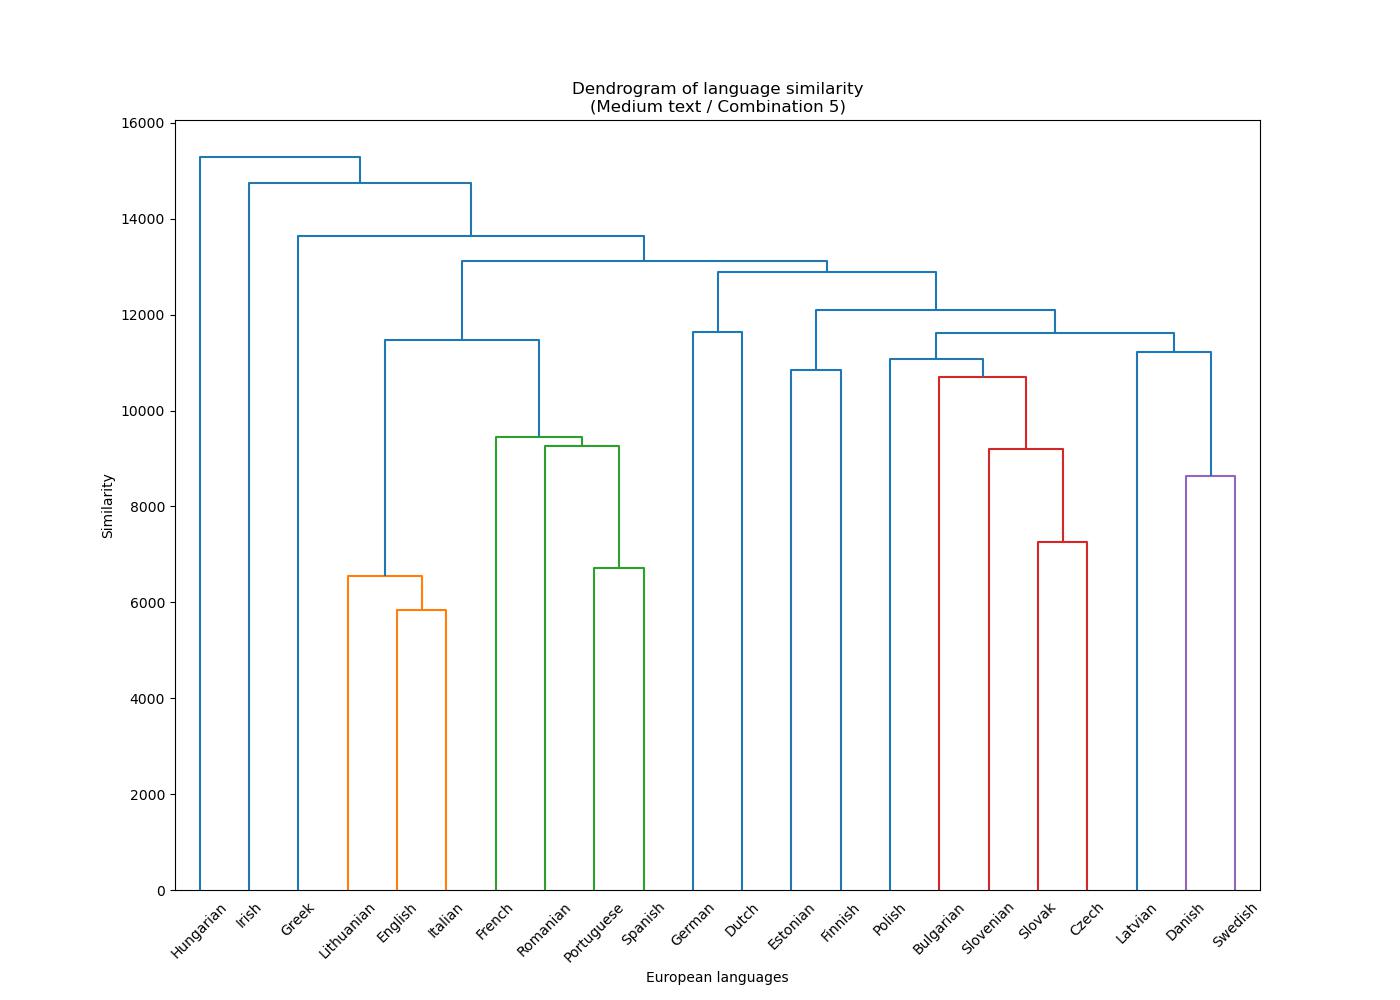 Dendrogram of language similarity
(Medium text / Combination 5)
16000
14000
12000
10000
8000
6000
4000
2000
0
Similarity
Hungarian
Irish
Greek
Lithuanian
English
Italian
French
Romanian
Portuguese
Spanish
German
Dutch
Estonian
Finnish
Polish
Bulgarian
Slovenian
Slovak
Czech
Latvian
Danish
Swedish
European languages